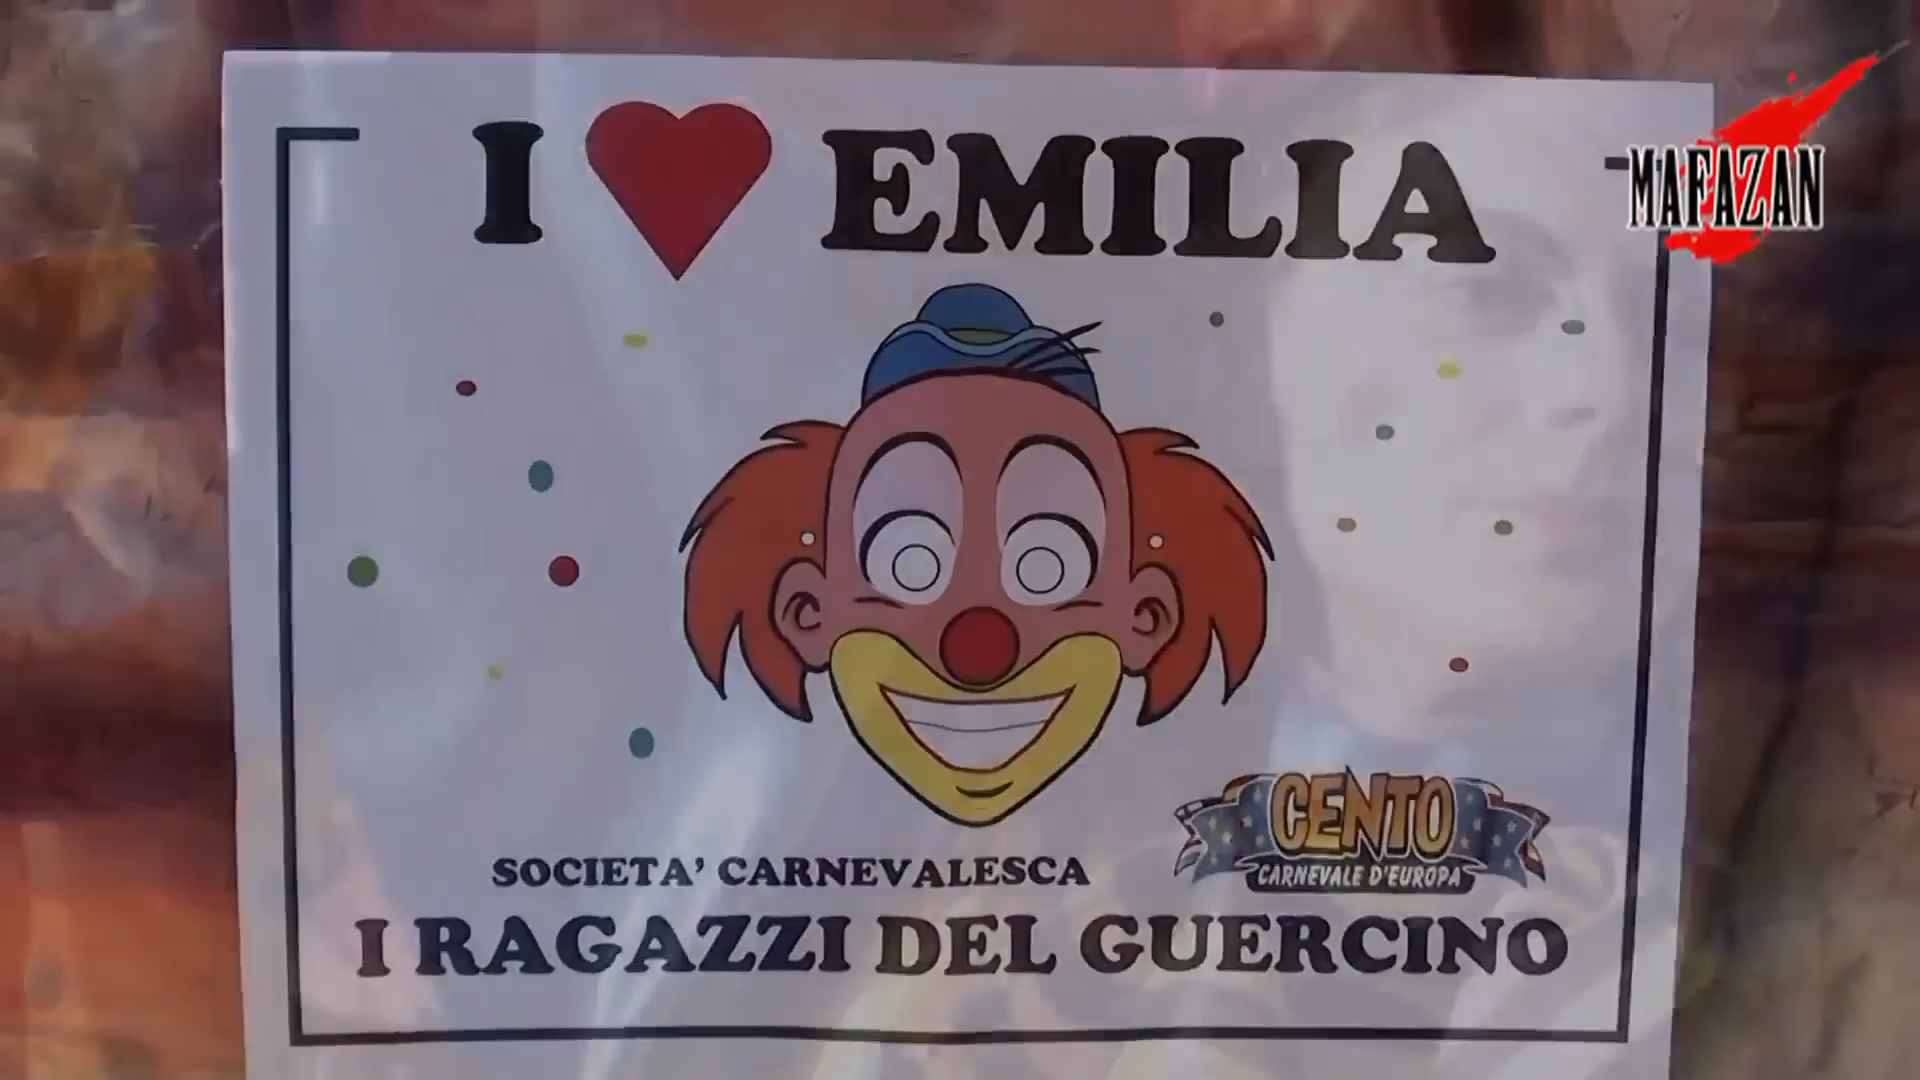 I ❤ EMILIA
MAFAZAN
CENTO
CARNEVALE D'EUROPA
SOCIETA' CARNEVALESCA
I RAGAZZI DEL GUERCINO